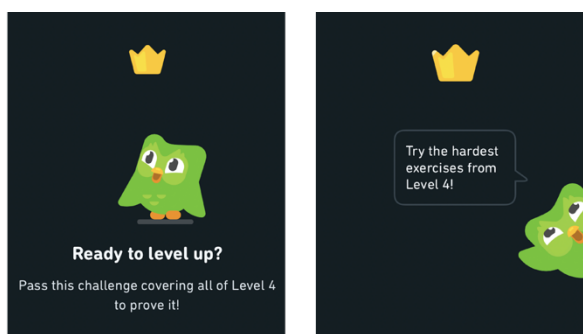 Ready to level up?
Pass this challenge covering all of Level 4
to prove it!
Try the hardest
exercises from
Level 4!